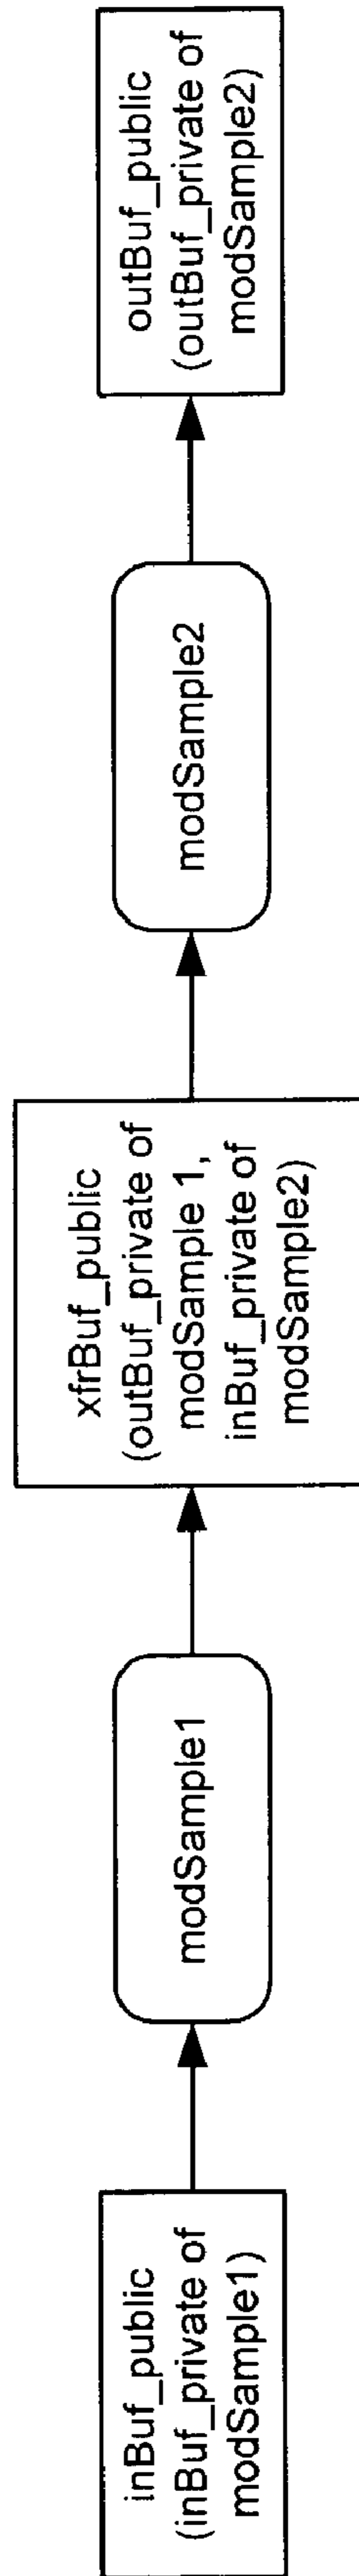 inBuf_public
(inBuf_private of
modSample1)
modSample1
xfrBuf_public
(outBuf_private of
modSample 1,
inBuf_private of
modSample2)
modSample2
outBuf_public
(outBuf_private of
modSample2)